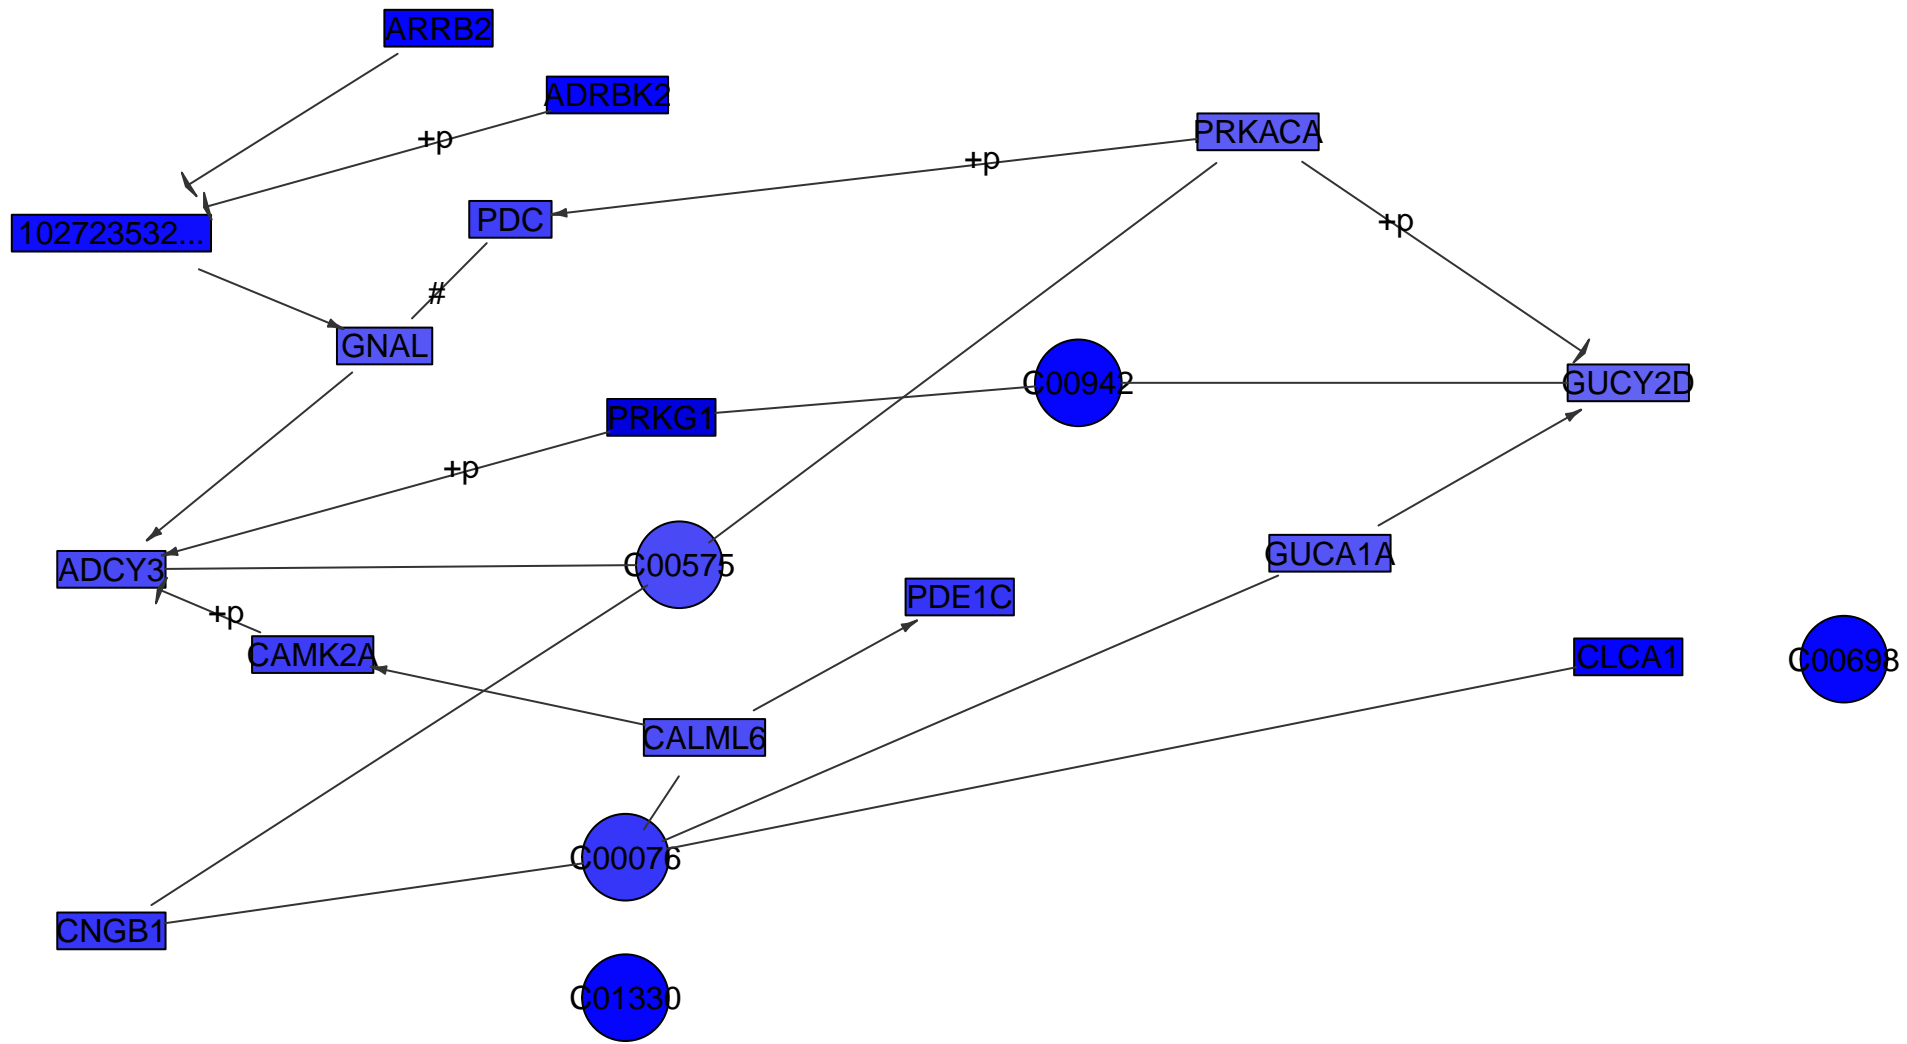 ARRB2
ADRBK2
PRKACA
+p
+p
PDC
102723532...
+p
#
GNAL
C00942
GUCY2D
PRKG1
+p
GUCA1A
ADCY3
C00575
PDE1C
+p
CAMK2A
CLCA1
C00698
CALML6
C00076
CNGB1
C01330